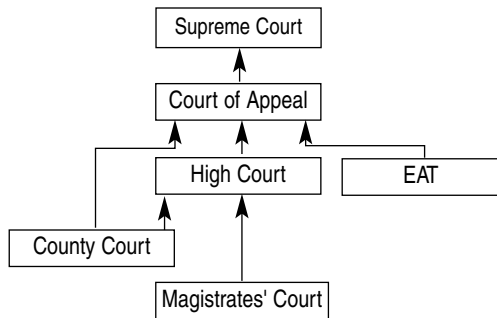 Supreme Court
Court of Appeal
High Court
EAT
County Court
Magistrates' Court